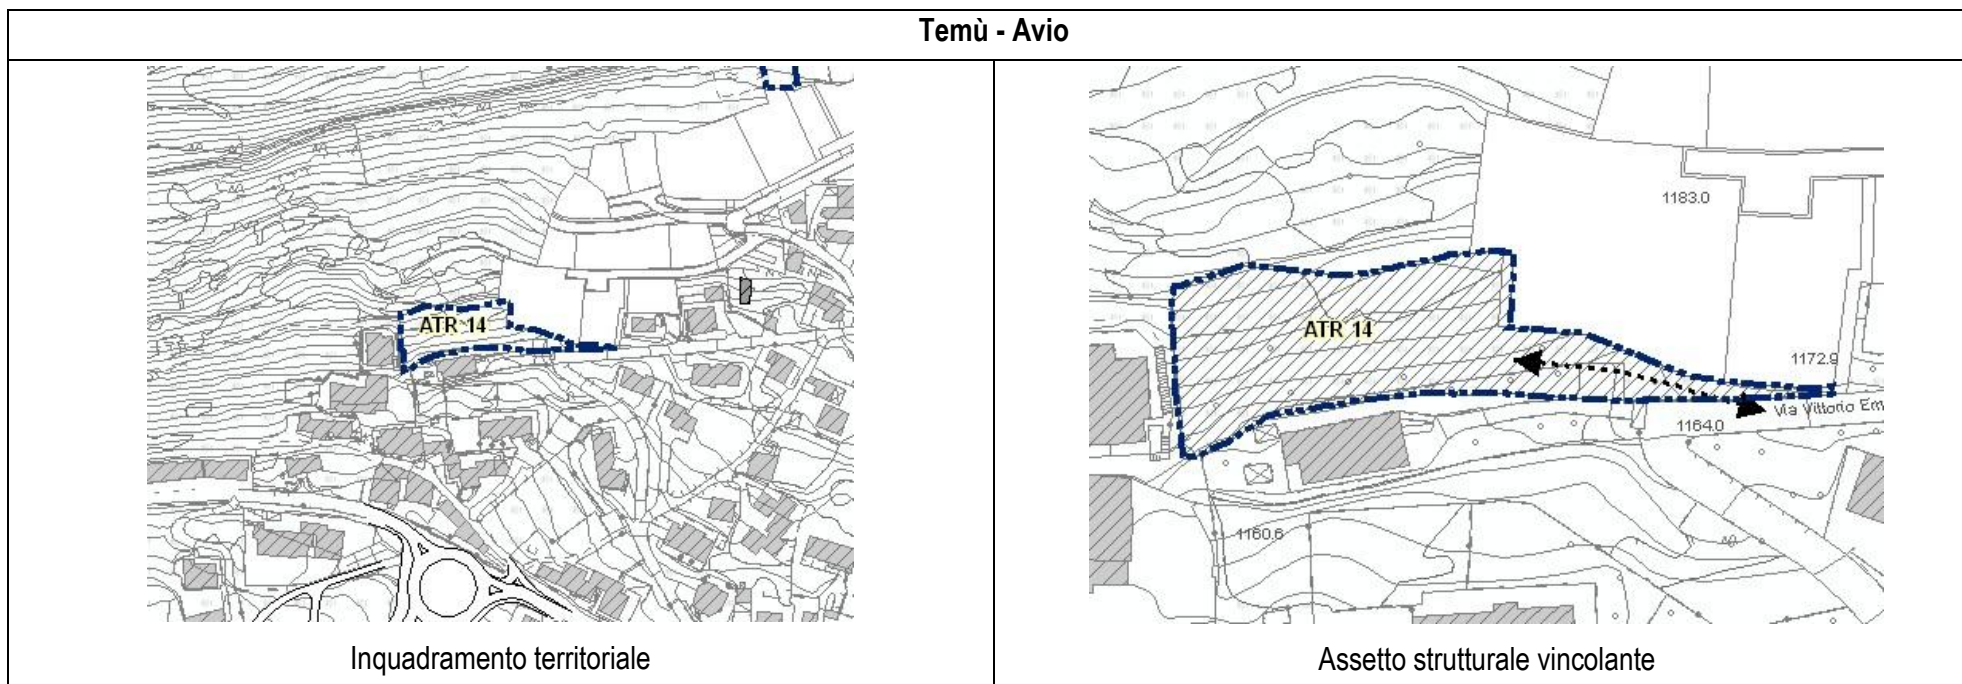 Temù - Avio
ATR 14
Inquadramento territoriale
1183.0
ATR 14
1172.9
Via Vittorio Em
1164.0
1160.6
Assetto strutturale vincolante